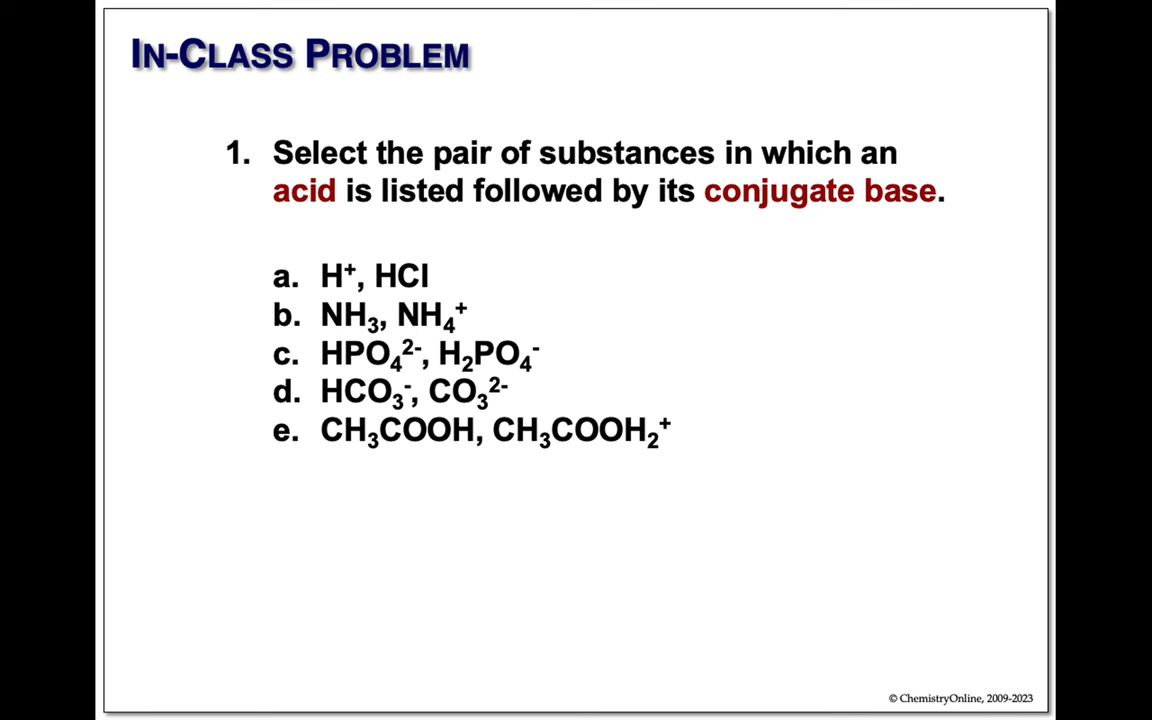 IN-CLASS PROBLEM
1. Select the pair of substances in which an
acid is listed followed by its conjugate base.
a. H⁺, HCl
b. NH₃, NH₄⁺
c. HPO₄²⁻, H₂PO₄⁻
d. HCO₃⁻, CO₃²⁻
e. CH₃COOH, CH₃COOH₂⁺
© ChemistryOnline, 2009-2023